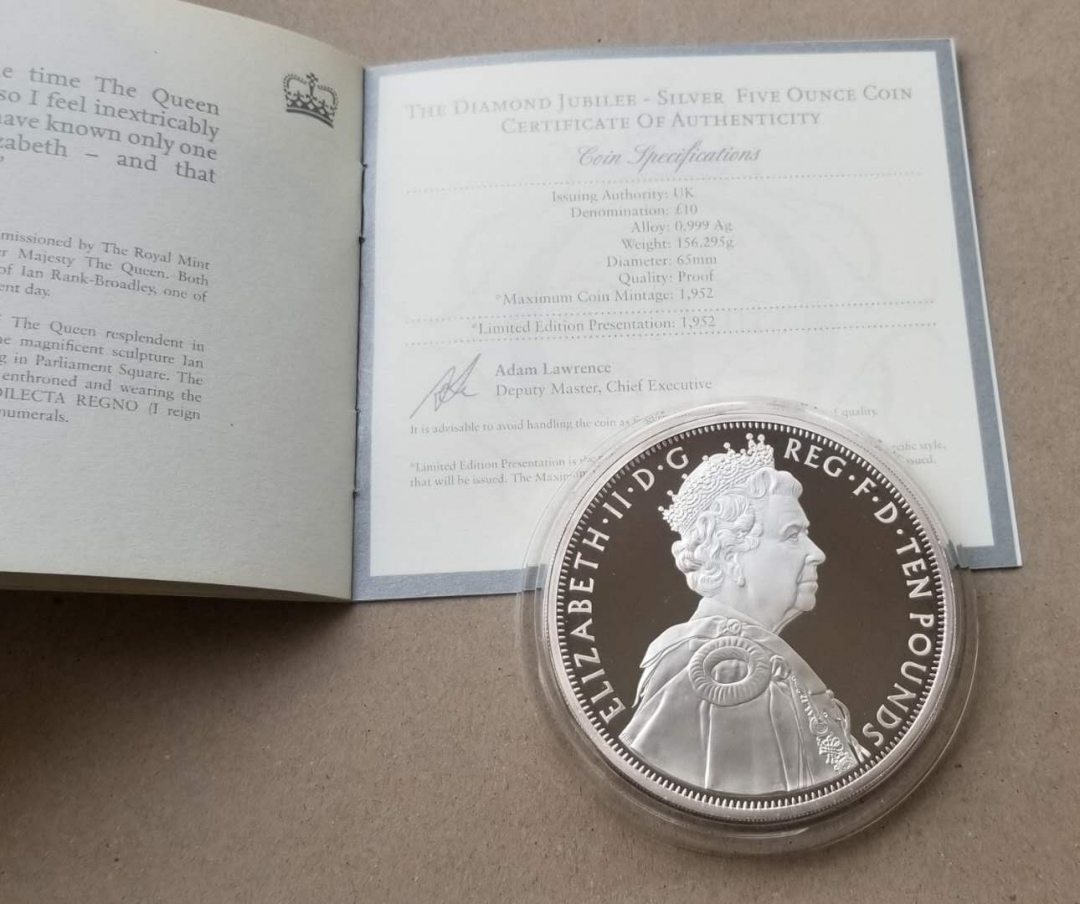 e time The Queen
so I feel inextricably
have known only one
zabeth – and that
”
missioned by The Royal Mint
er Majesty The Queen. Both
of Ian Rank-Broadley, one of
ent day.
f The Queen resplendent in
he magnificent sculpture Ian
g in Parliament Square. The
enthroned and wearing the
DILECTA REGNO (I reign
numerals.
THE DIAMOND JUBILEE - SILVER FIVE OUNCE COIN
CERTIFICATE OF AUTHENTICITY
Coin Specifications
Issuing Authority: UK
Denomination: £10
Alloy: 0.999 Ag
Weight: 156.295g
Diameter: 65mm
Quality: Proof
*Maximum Coin Mintage: 1,952
*Limited Edition Presentation: 1,952
Adam Lawrence
Deputy Master, Chief Executive
It is advisable to avoid handling the coin as quality.
*Limited Edition Presentation is style,
that will be issued. The issued.
ELIZABETH·II·D·G REG·F·D·TEN POUNDS